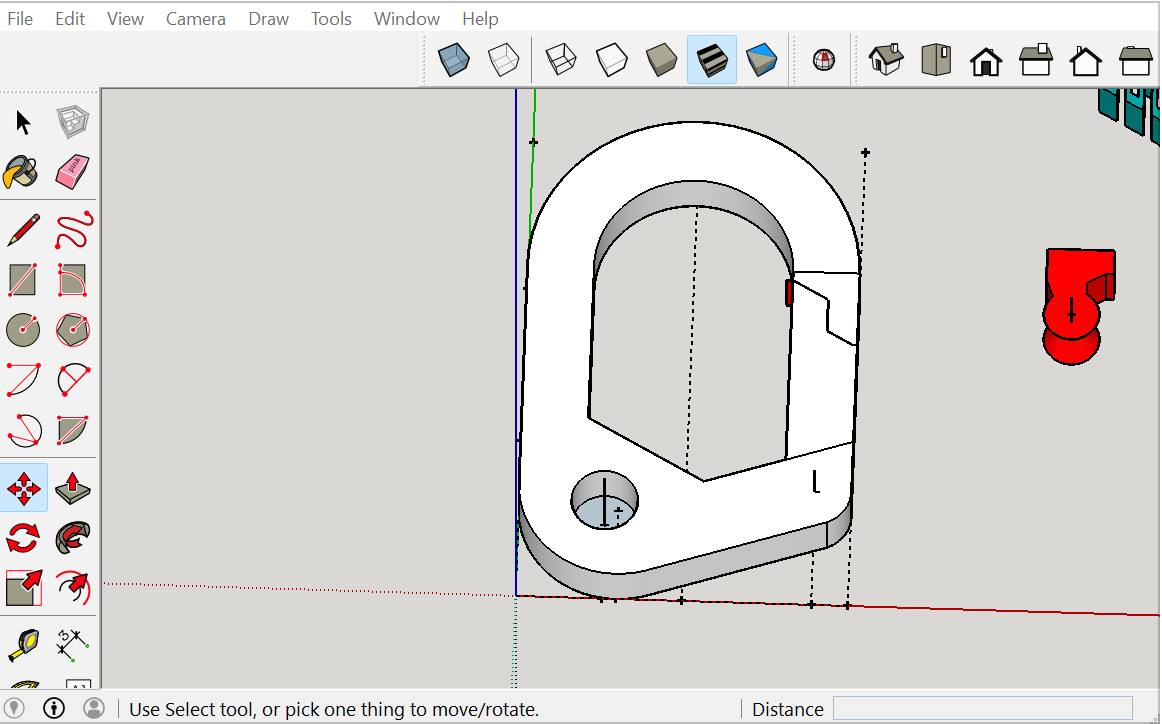 File Edit View Camera Draw Tools Window Help
Use Select tool, or pick one thing to move/rotate.
Distance